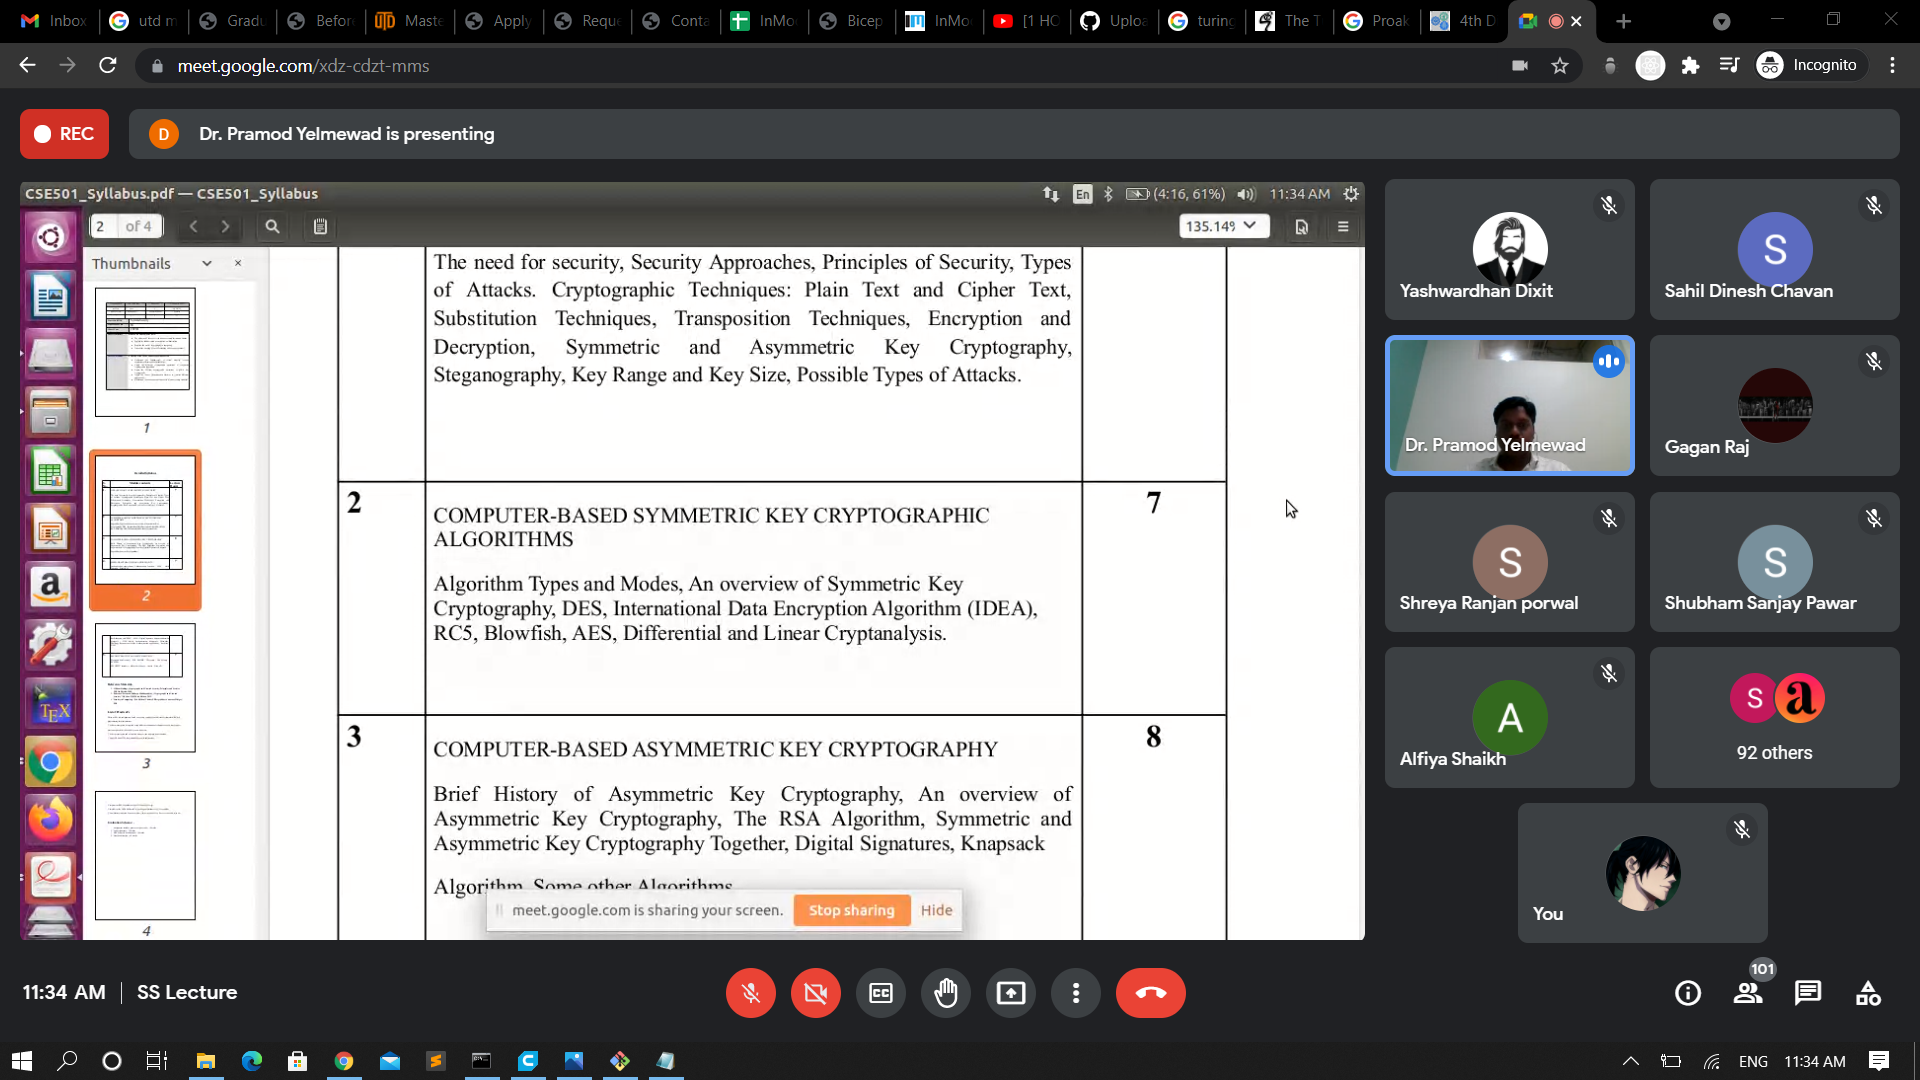 Inbox
utd m
Gradu
Befor
Maste
Apply
Reque
Conta
InMo
Bicep
InMo
[1 HO
Uploa
turing
The T
Proak
4th D
meet.google.com/xdz-cdzt-mms
Incognito
REC
D
Dr. Pramod Yelmewad is presenting
CSE501_Syllabus.pdf — CSE501_Syllabus
En
(4:16, 61%)
11:34 AM
2 of 4
135.14%
Thumbnails
1
2
3
4
The need for security, Security Approaches, Principles of Security, Types
of Attacks. Cryptographic Techniques: Plain Text and Cipher Text,
Substitution Techniques, Transposition Techniques, Encryption and
Decryption, Symmetric and Asymmetric Key Cryptography,
Steganography, Key Range and Key Size, Possible Types of Attacks.
2
COMPUTER-BASED SYMMETRIC KEY CRYPTOGRAPHIC
ALGORITHMS
7
Algorithm Types and Modes, An overview of Symmetric Key
Cryptography, DES, International Data Encryption Algorithm (IDEA),
RC5, Blowfish, AES, Differential and Linear Cryptanalysis.
3
COMPUTER-BASED ASYMMETRIC KEY CRYPTOGRAPHY
8
Brief History of Asymmetric Key Cryptography, An overview of
Asymmetric Key Cryptography, The RSA Algorithm, Symmetric and
Asymmetric Key Cryptography Together, Digital Signatures, Knapsack
Algorithm, Some other Algorithms
meet.google.com is sharing your screen.
Stop sharing
Hide
Yashwardhan Dixit
S
Sahil Dinesh Chavan
Dr. Pramod Yelmewad
Gagan Raj
S
Shreya Ranjan porwal
S
Shubham Sanjay Pawar
A
Alfiya Shaikh
S
a
92 others
You
11:34 AM
SS Lecture
CC
101
ENG
11:34 AM